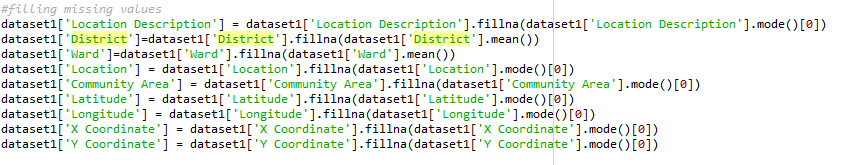 #filling missing values
dataset1['Location Description'] = dataset1['Location Description'].fillna(dataset1['Location Description'].mode()[0])
dataset1['District']=dataset1['District'].fillna(dataset1['District'].mean())
dataset1['Ward']=dataset1['Ward'].fillna(dataset1['Ward'].mean())
dataset1['Location'] = dataset1['Location'].fillna(dataset1['Location'].mode()[0])
dataset1['Community Area'] = dataset1['Community Area'].fillna(dataset1['Community Area'].mode()[0])
dataset1['Latitude'] = dataset1['Latitude'].fillna(dataset1['Latitude'].mode()[0])
dataset1['Longitude'] = dataset1['Longitude'].fillna(dataset1['Longitude'].mode()[0])
dataset1['X Coordinate'] = dataset1['X Coordinate'].fillna(dataset1['X Coordinate'].mode()[0])
dataset1['Y Coordinate'] = dataset1['Y Coordinate'].fillna(dataset1['Y Coordinate'].mode()[0])